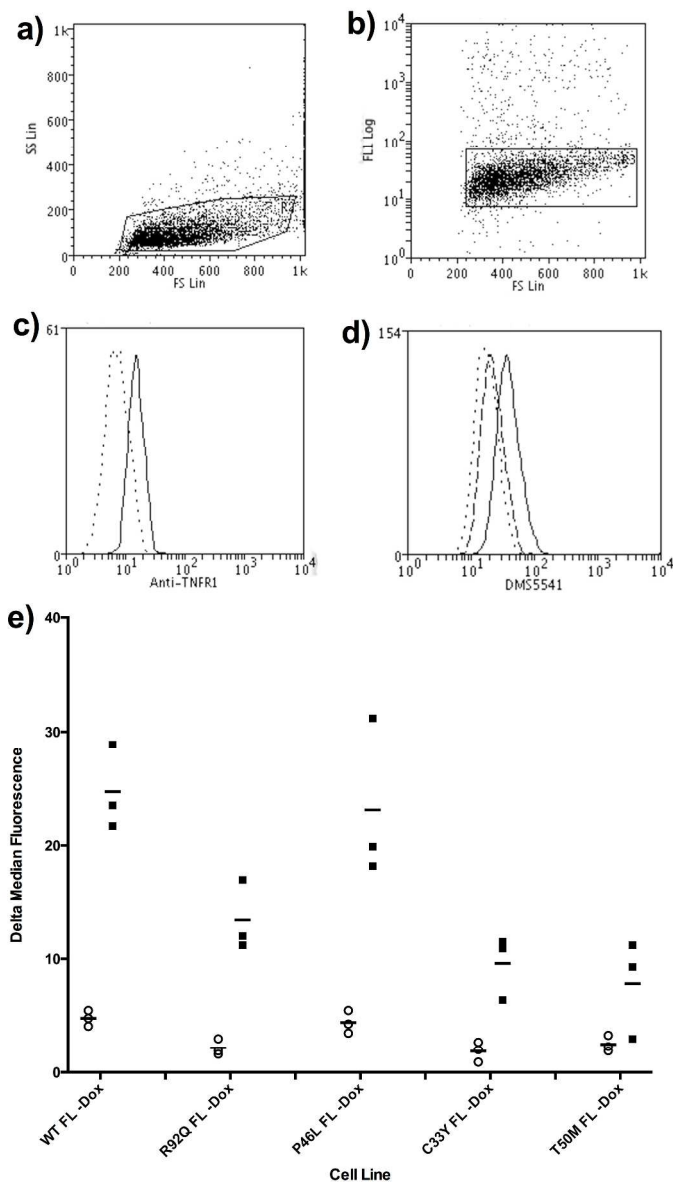 a)
1k
800
600
400
200
0
SS Lin
0 200 400 600 800 1k
FS Lin
b)
10^4
10^3
10^2
10^1
10^0
FL1 Log
R3
0 200 400 600 800 1k
FS Lin
c)
61
0
10^0 10^1 10^2 10^3 10^4
Anti-TNFR1
d)
154
0
10^0 10^1 10^2 10^3 10^4
DMS5541
e)
40
30
20
10
0
Delta Median Fluorescence
WT FL -Dox
R92Q FL -Dox
P46L FL -Dox
C33Y FL -Dox
T50M FL -Dox
Cell Line